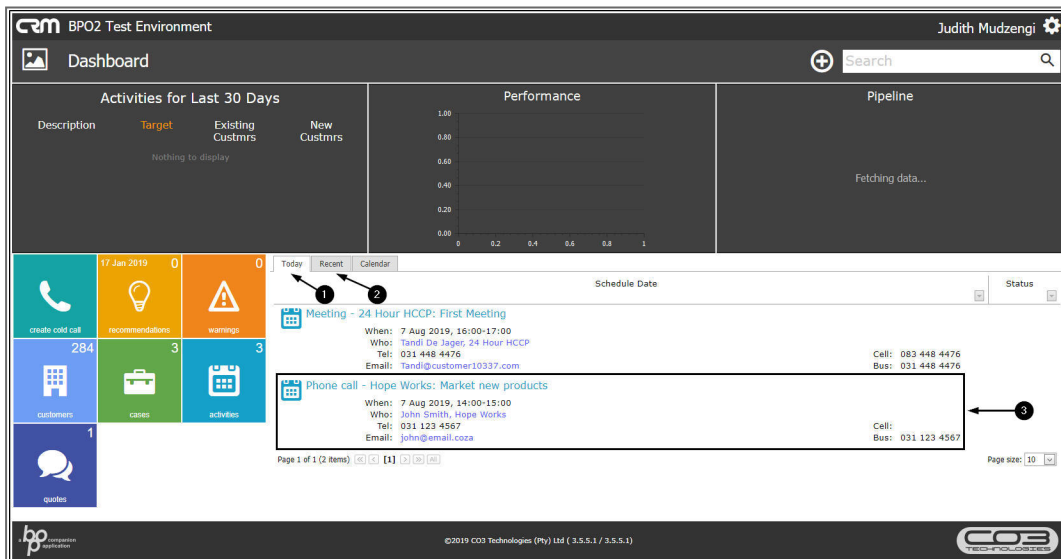 CRM BPO2 Test Environment
Judith Mudzengi
Dashboard
Search
Activities for Last 30 Days
Description Target Existing Custmrs New Custmrs
Nothing to display
Performance
1.00
0.80
0.60
0.40
0.20
0.00
0 0.2 0.4 0.6 0.8 1
Pipeline
Fetching data...
create cold call
17 Jan 2019 0
recommendations
0
warnings
284
customers
3
cases
3
activities
1
quotes
Today Recent Calendar
1 2
Schedule Date Status
Meeting - 24 Hour HCCP: First Meeting
When: 7 Aug 2019, 16:00-17:00
Who: Tandi De Jager, 24 Hour HCCP
Tel: 031 448 4476 Cell: 083 448 4476
Email: Tandi@customer10337.com Bus: 031 448 4476
Phone call - Hope Works: Market new products
When: 7 Aug 2019, 14:00-15:00
Who: John Smith, Hope Works
3
Tel: 031 123 4567 Cell:
Email: john@email.coza Bus: 031 123 4567
Page 1 of 1 (2 items) [1] All Page size: 10
a bp companion application
©2019 CO3 Technologies (Pty) Ltd ( 3.5.5.1 / 3.5.5.1)
CO3 TECHNOLOGIES